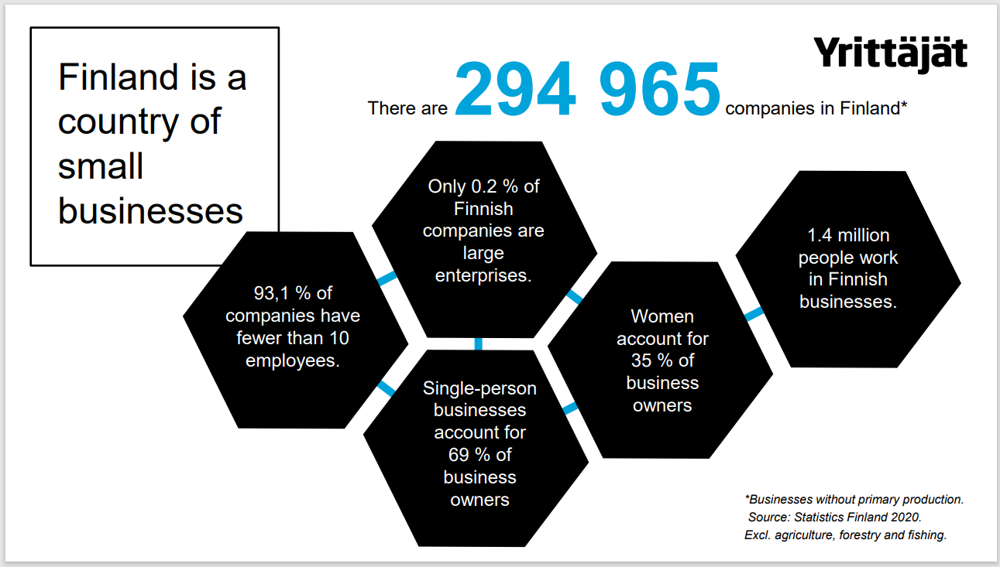 Finland is a
country of
small
businesses
There are 294 965 companies in Finland*
Yrittäjät
Only 0.2 % of
Finnish
companies are
large
enterprises.
1.4 million
people work
in Finnish
businesses.
93,1 % of
companies have
fewer than 10
employees.
Women
account for
35 % of
business
owners
Single-person
businesses
account for
69 % of
business
owners
*Businesses without primary production.
Source: Statistics Finland 2020.
Excl. agriculture, forestry and fishing.